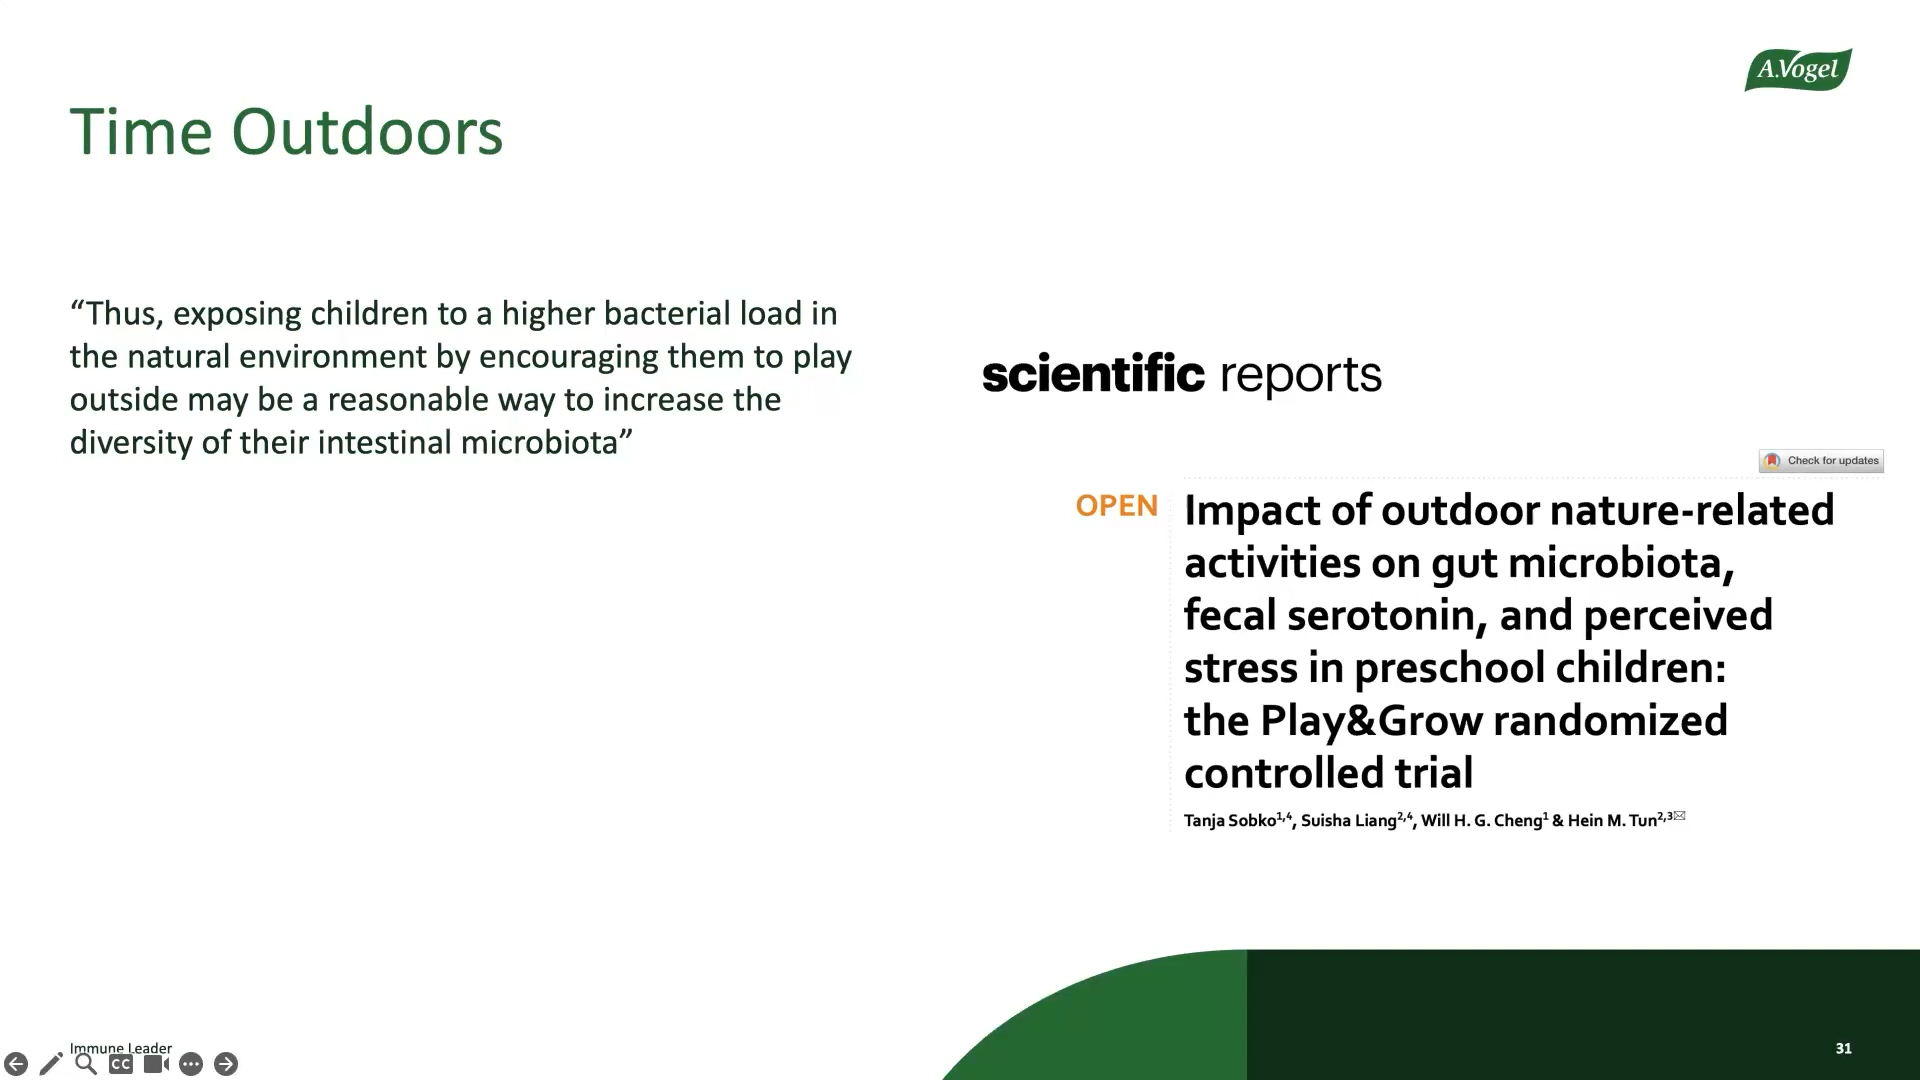 A.Vogel
Time Outdoors
“Thus, exposing children to a higher bacterial load in
the natural environment by encouraging them to play
outside may be a reasonable way to increase the
diversity of their intestinal microbiota”
scientific reports
Check for updates
OPEN
Impact of outdoor nature-related
activities on gut microbiota,
fecal serotonin, and perceived
stress in preschool children:
the Play&Grow randomized
controlled trial
Tanja Sobko1,4, Suisha Liang2,4, Will H. G. Cheng1 & Hein M. Tun2,3✉
Immune Leader
CC
31